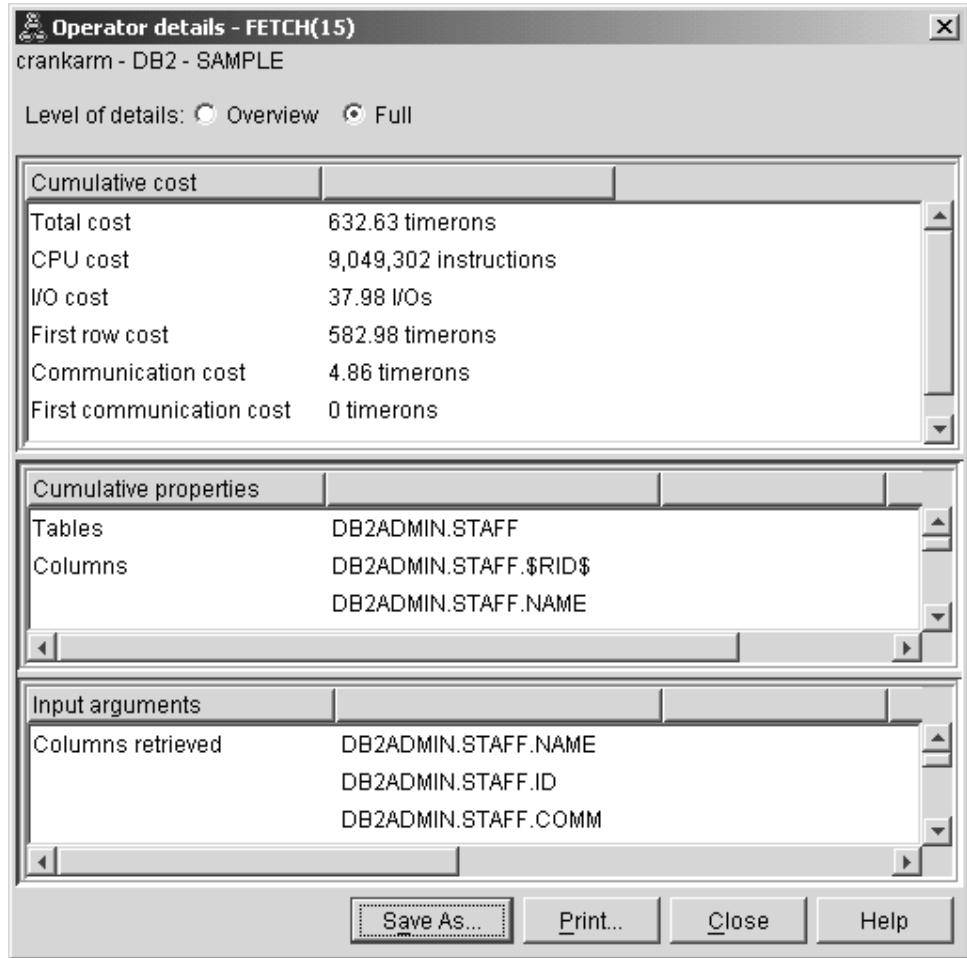 Operator details - FETCH(15)
crankarm - DB2 - SAMPLE
Level of details: Overview Full
Cumulative cost
Total cost 632.63 timerons
CPU cost 9,049,302 instructions
I/O cost 37.98 I/Os
First row cost 582.98 timerons
Communication cost 4.86 timerons
First communication cost 0 timerons
Cumulative properties
Tables DB2ADMIN.STAFF
Columns DB2ADMIN.STAFF.$RID$
DB2ADMIN.STAFF.NAME
Input arguments
Columns retrieved DB2ADMIN.STAFF.NAME
DB2ADMIN.STAFF.ID
DB2ADMIN.STAFF.COMM
Save As... Print... Close Help